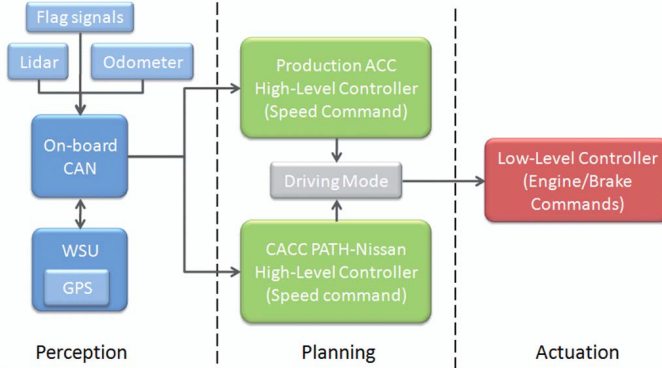 Flag signals
Lidar
Odometer
On-board
CAN
WSU
GPS
Production ACC
High-Level Controller
(Speed Command)
Driving Mode
CACC PATH-Nissan
High-Level Controller
(Speed command)
Low-Level Controller
(Engine/Brake
Commands)
Perception
Planning
Actuation